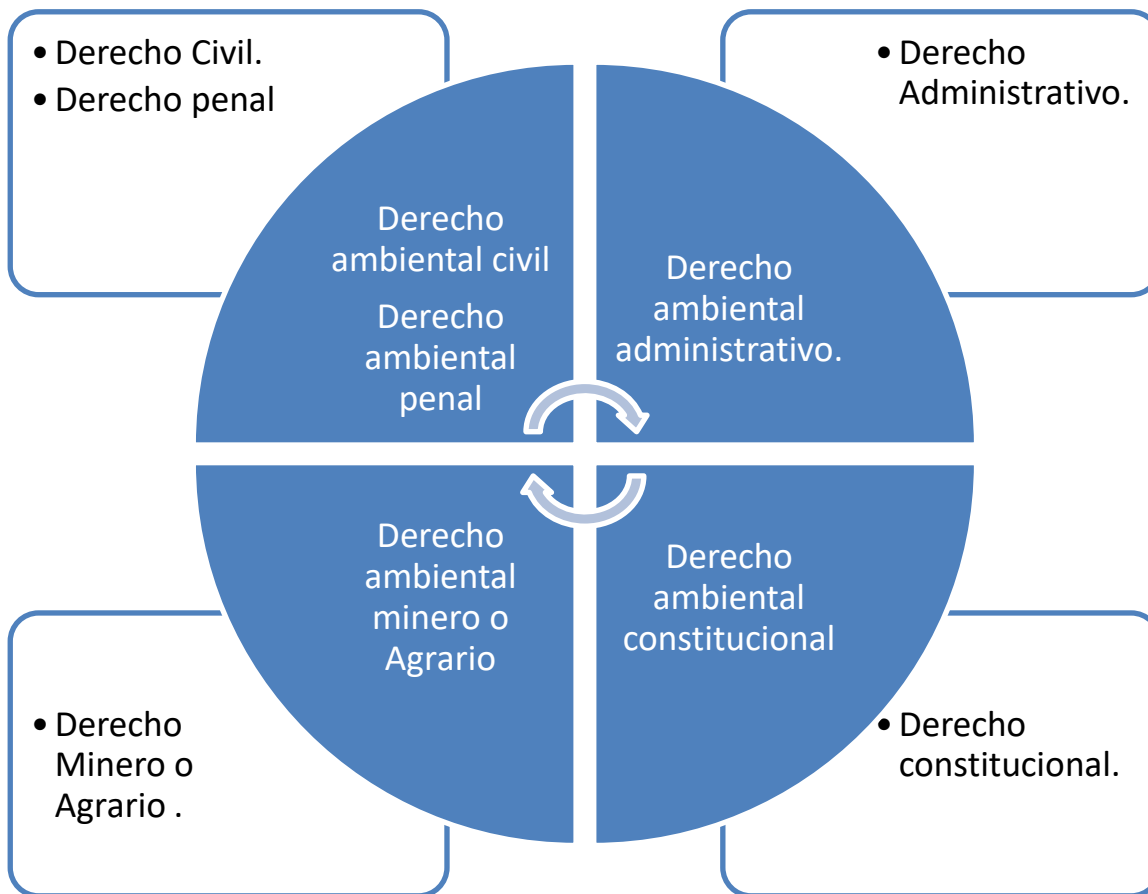 • Derecho Civil.
• Derecho penal
• Derecho
Administrativo.
Derecho
ambiental civil
Derecho
ambiental
penal
Derecho
ambiental
administrativo.
Derecho
ambiental
minero o
Agrario
Derecho
ambiental
constitucional
• Derecho
Minero o
Agrario .
• Derecho
constitucional.